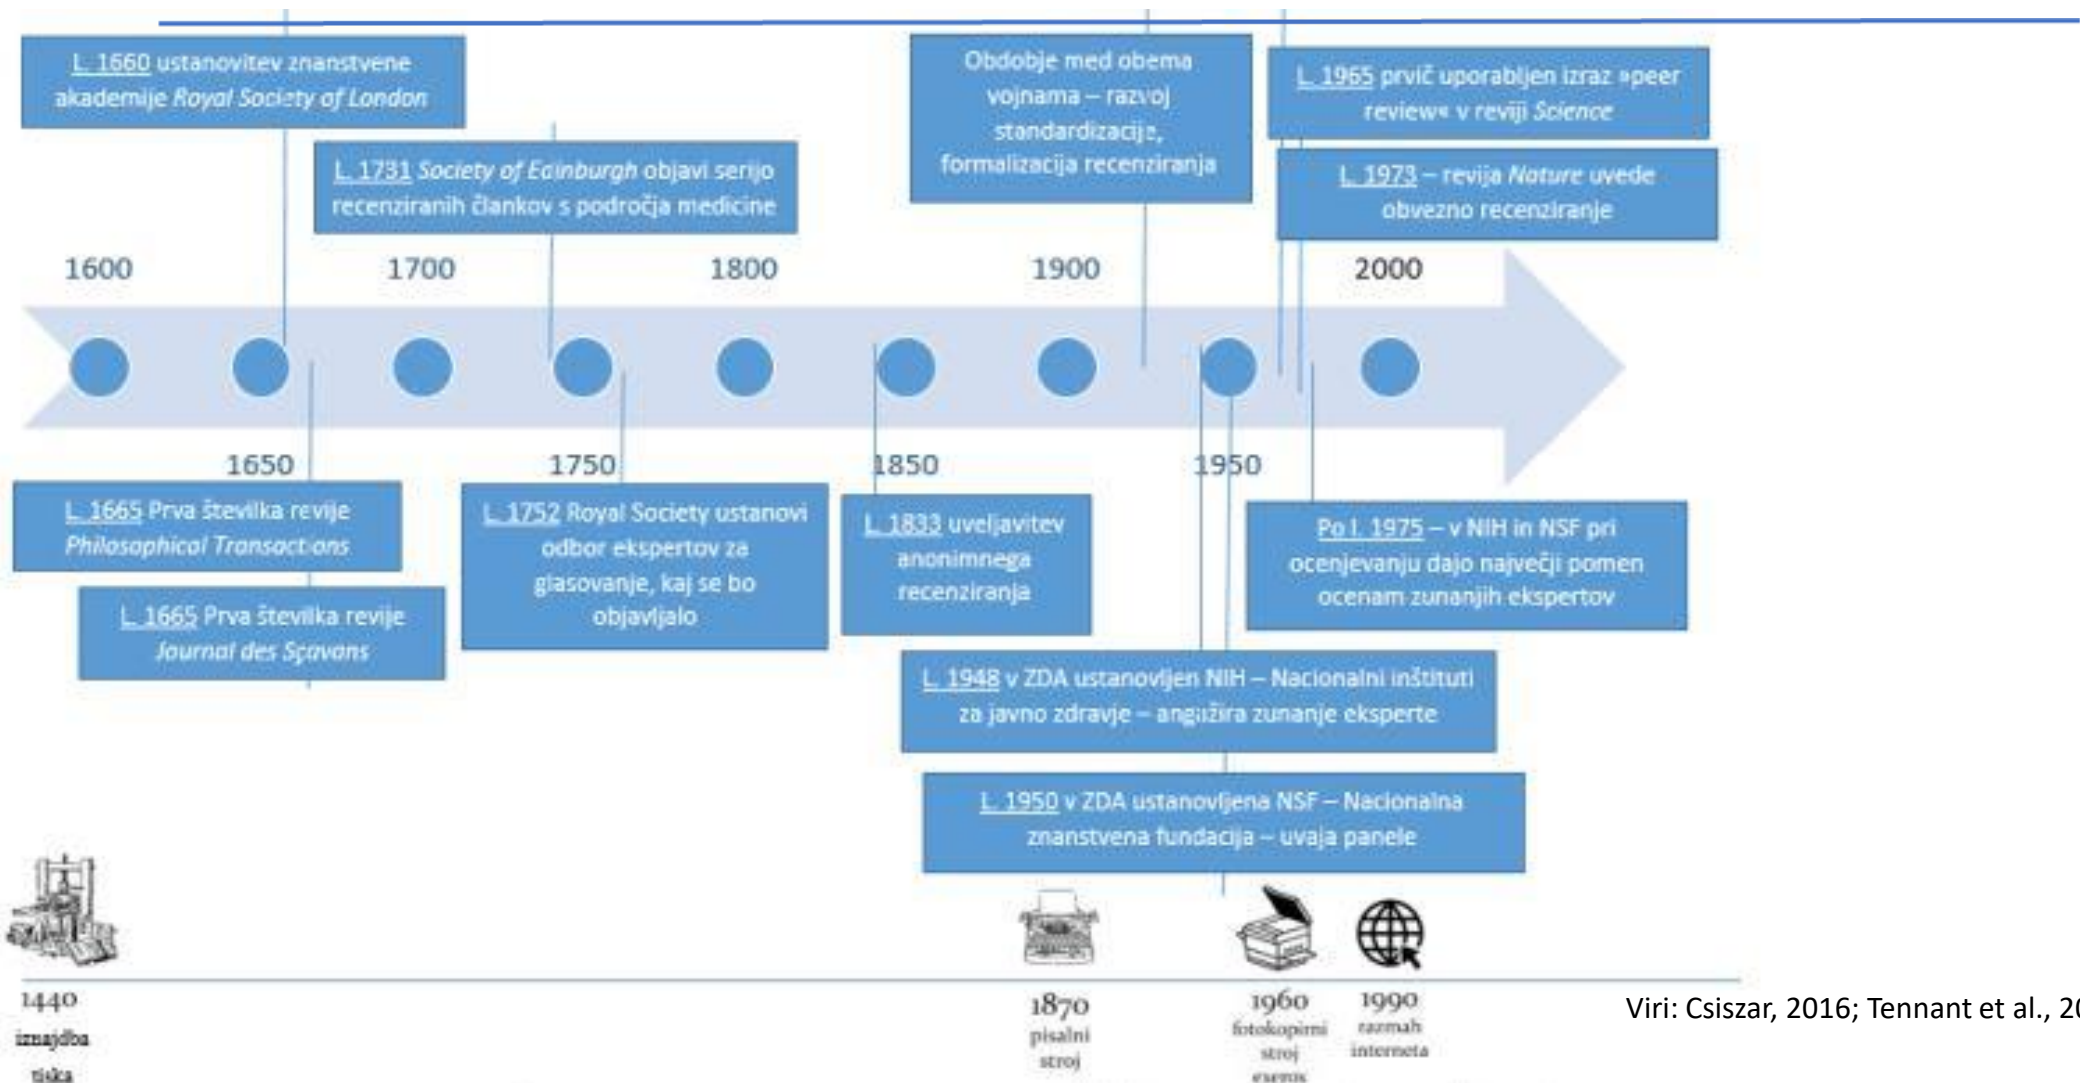 L. 1660 ustanovitev znanstvene
akademije Royal Society of London
L. 1731 Society of Edinburgh objavi serijo
recenziranih člankov s področja medicine
Obdobje med obema
vojnama – razvoj
standardizacije,
formalizacija recenziranja
L. 1965 prvič uporabljen izraz »peer
review« v reviji Science
L. 1973 – revija Nature uvede
obvezno recenziranje
1600
1700
1800
1900
2000
1650
1750
1850
1950
L. 1665 Prva številka revije
Philosophical Transactions
L. 1665 Prva številka revije
Journal des Sçavans
L. 1752 Royal Society ustanovi
odbor ekspertov za
glasovanje, kaj se bo
objavljalo
L. 1833 uveljavitev
anonimnega
recenziranja
Po l. 1975 – v NIH in NSF pri
ocenjevanju dajo največji pomen
ocenam zunanjih ekspertov
L. 1948 v ZDA ustanovljen NIH – Nacionalni inštituti
za javno zdravje – angažira zunanje eksperte
L. 1950 v ZDA ustanovljena NSF – Nacionalna
znanstvena fundacija – uvaja panele
1440
iznajdba
tiska
1870
pisalni
stroj
1960
fotokopirni
stroj
1990
razmah
interneta
Viri: Csiszar, 2016; Tennant et al., 20